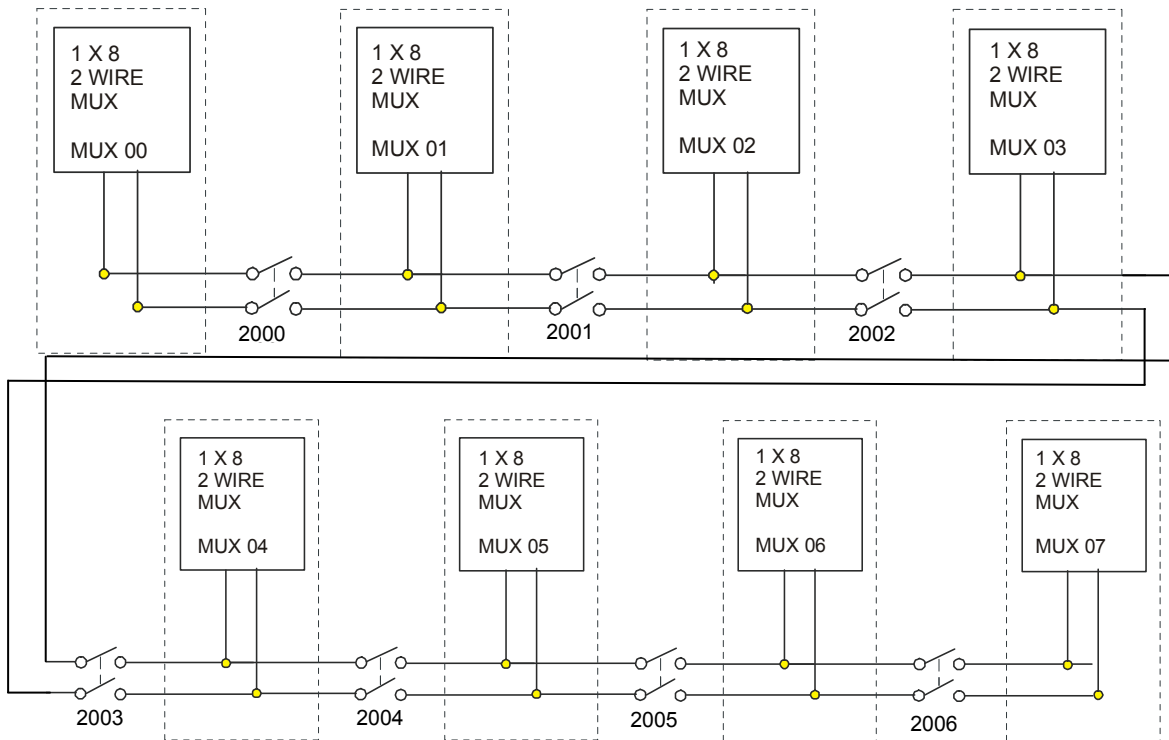 1 X 8
2 WIRE
MUX
MUX 00
1 X 8
2 WIRE
MUX
MUX 01
1 X 8
2 WIRE
MUX
MUX 02
1 X 8
2 WIRE
MUX
MUX 03
2000
2001
2002
1 X 8
2 WIRE
MUX
MUX 04
1 X 8
2 WIRE
MUX
MUX 05
1 X 8
2 WIRE
MUX
MUX 06
1 X 8
2 WIRE
MUX
MUX 07
2003
2004
2005
2006